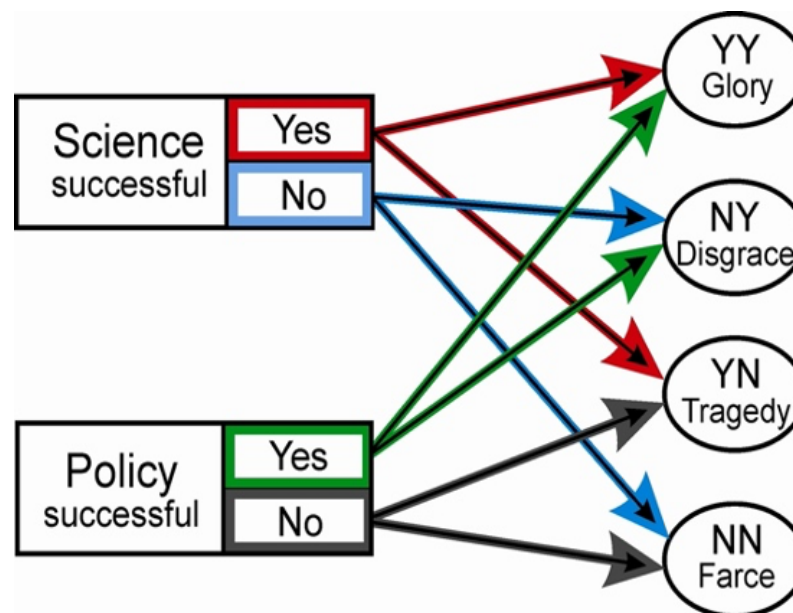 Science
successful
Yes
No
Policy
successful
Yes
No
YY
Glory
NY
Disgrace
YN
Tragedy
NN
Farce